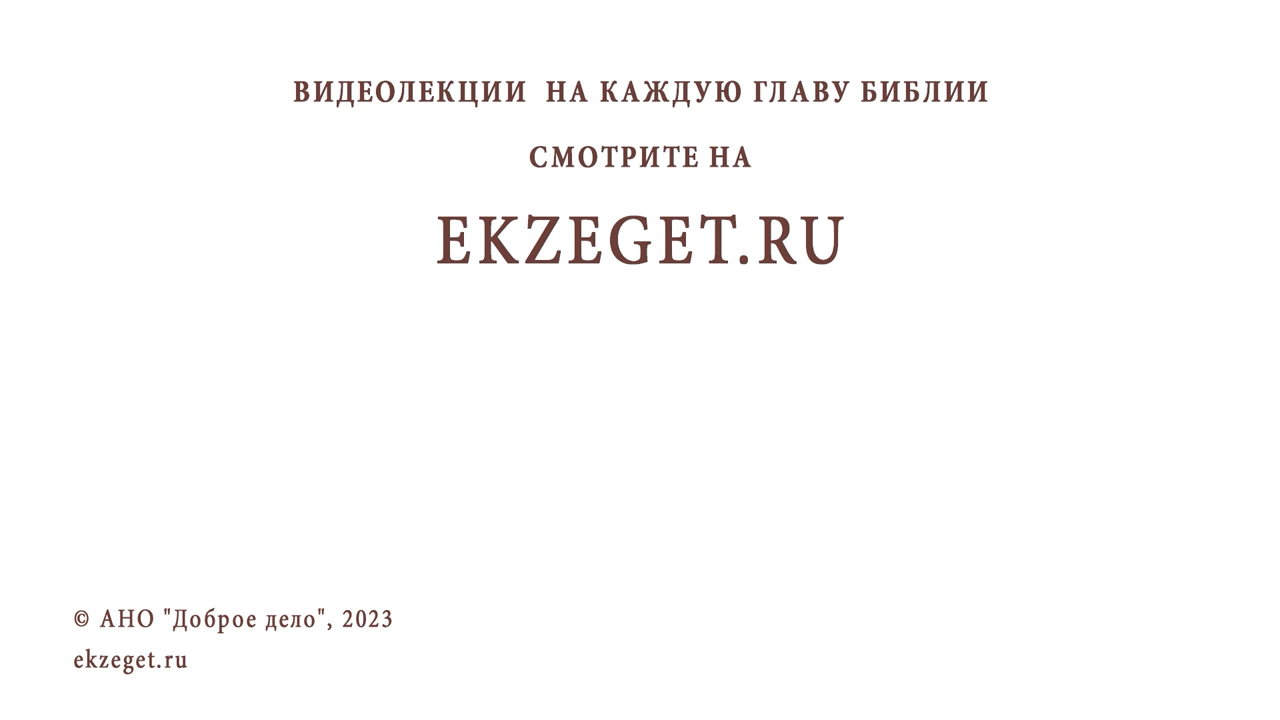 ВИДЕОЛЕКЦИИ НА КАЖДУЮ ГЛАВУ БИБЛИИ
СМОТРИТЕ НА
EKZEGET.RU
© АНО "Доброе дело", 2023
ekzeget.ru